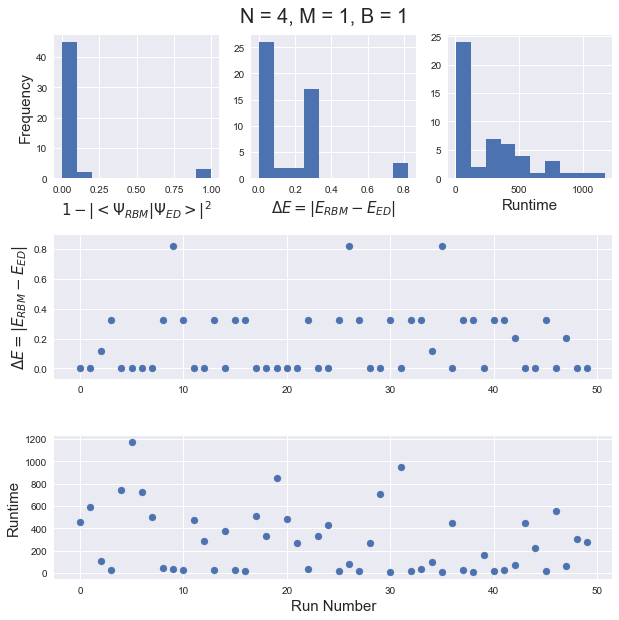 N = 4, M = 1, B = 1
Frequency
40
30
20
10
0
0.00 0.25 0.50 0.75 1.00
1−|<Ψ_RBM|Ψ_ED>|²
25
20
15
10
5
0
0.0 0.2 0.4 0.6 0.8
ΔE=|E_RBM−E_ED|
25
20
15
10
5
0
0 500 1000
Runtime
ΔE=|E_RBM−E_ED|
0.8
0.6
0.4
0.2
0.0
0 10 20 30 40 50
Runtime
1200
1000
800
600
400
200
0
0 10 20 30 40 50
Run Number